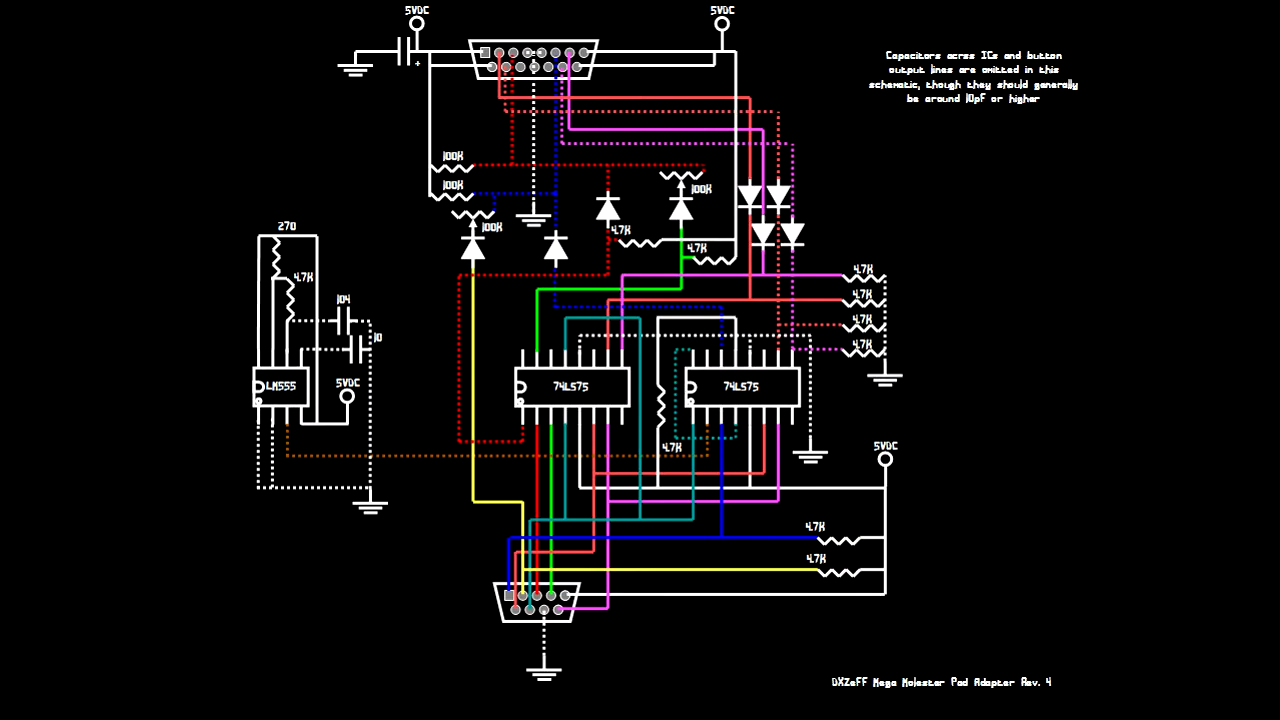 5VDC
5VDC
Capacitors acrss ICs and button
output lines are omitted in this
schematic, though they should generally
be around 10pf or higher
100K
100K
100K
100K
4.7K
4.7K
270
4.7K
104
10
4.7K
4.7K
4.7K
4.7K
LM555
5VDC
74LS75
74LS75
4.7K
5VDC
4.7K
4.7K
DXZeFF Mega Molester Pad Adapter Rev. 4